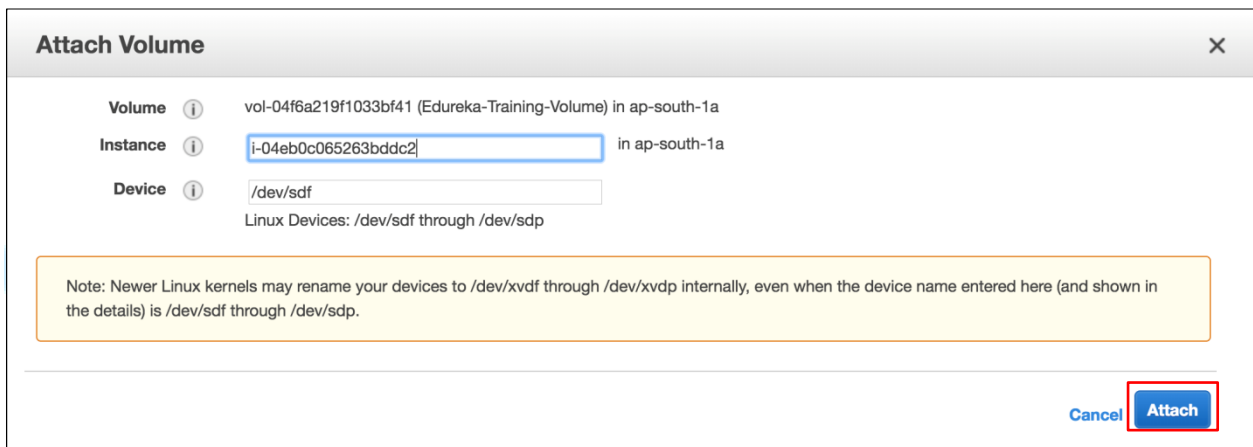 Attach Volume
Volume vol-04f6a219f1033bf41 (Edureka-Training-Volume) in ap-south-1a
Instance i-04eb0c065263bddc2 in ap-south-1a
Device /dev/sdf
Linux Devices: /dev/sdf through /dev/sdp
Note: Newer Linux kernels may rename your devices to /dev/xvdf through /dev/xvdp internally, even when the device name entered here (and shown in
the details) is /dev/sdf through /dev/sdp.
Cancel Attach